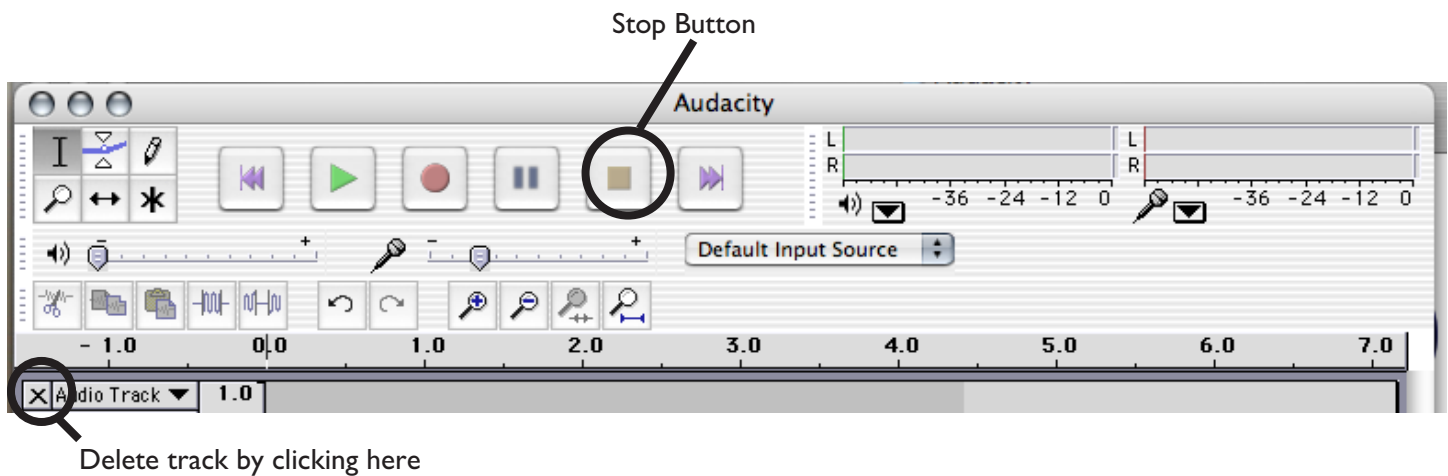 Stop Button
Audacity
L
R
-36 -24 -12 0
L
R
-36 -24 -12 0
- + - + Default Input Source
- 1.0 0.0 1.0 2.0 3.0 4.0 5.0 6.0 7.0
X Audio Track 1.0
Delete track by clicking here